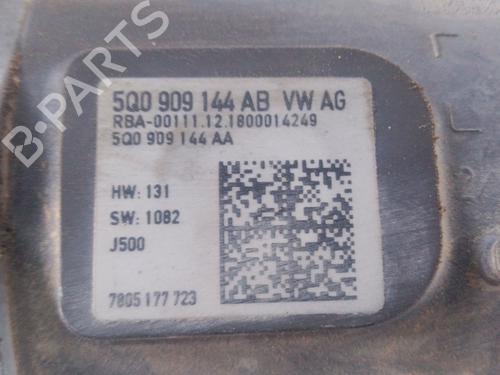 5Q0 909 144 AB VW AG
RBA-00111.12.1800014249
5Q0 909 144 AA
HW: 131
SW: 1082
J500
7805 177 723
B-PARTS